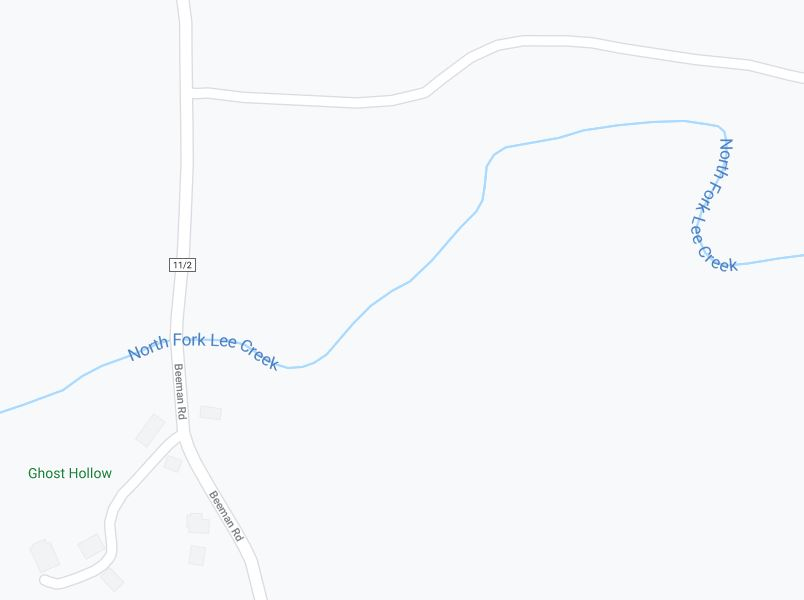 North Fork Lee Creek
11/2
North Fork Lee Creek
Beeman Rd
Ghost Hollow
Beeman Rd